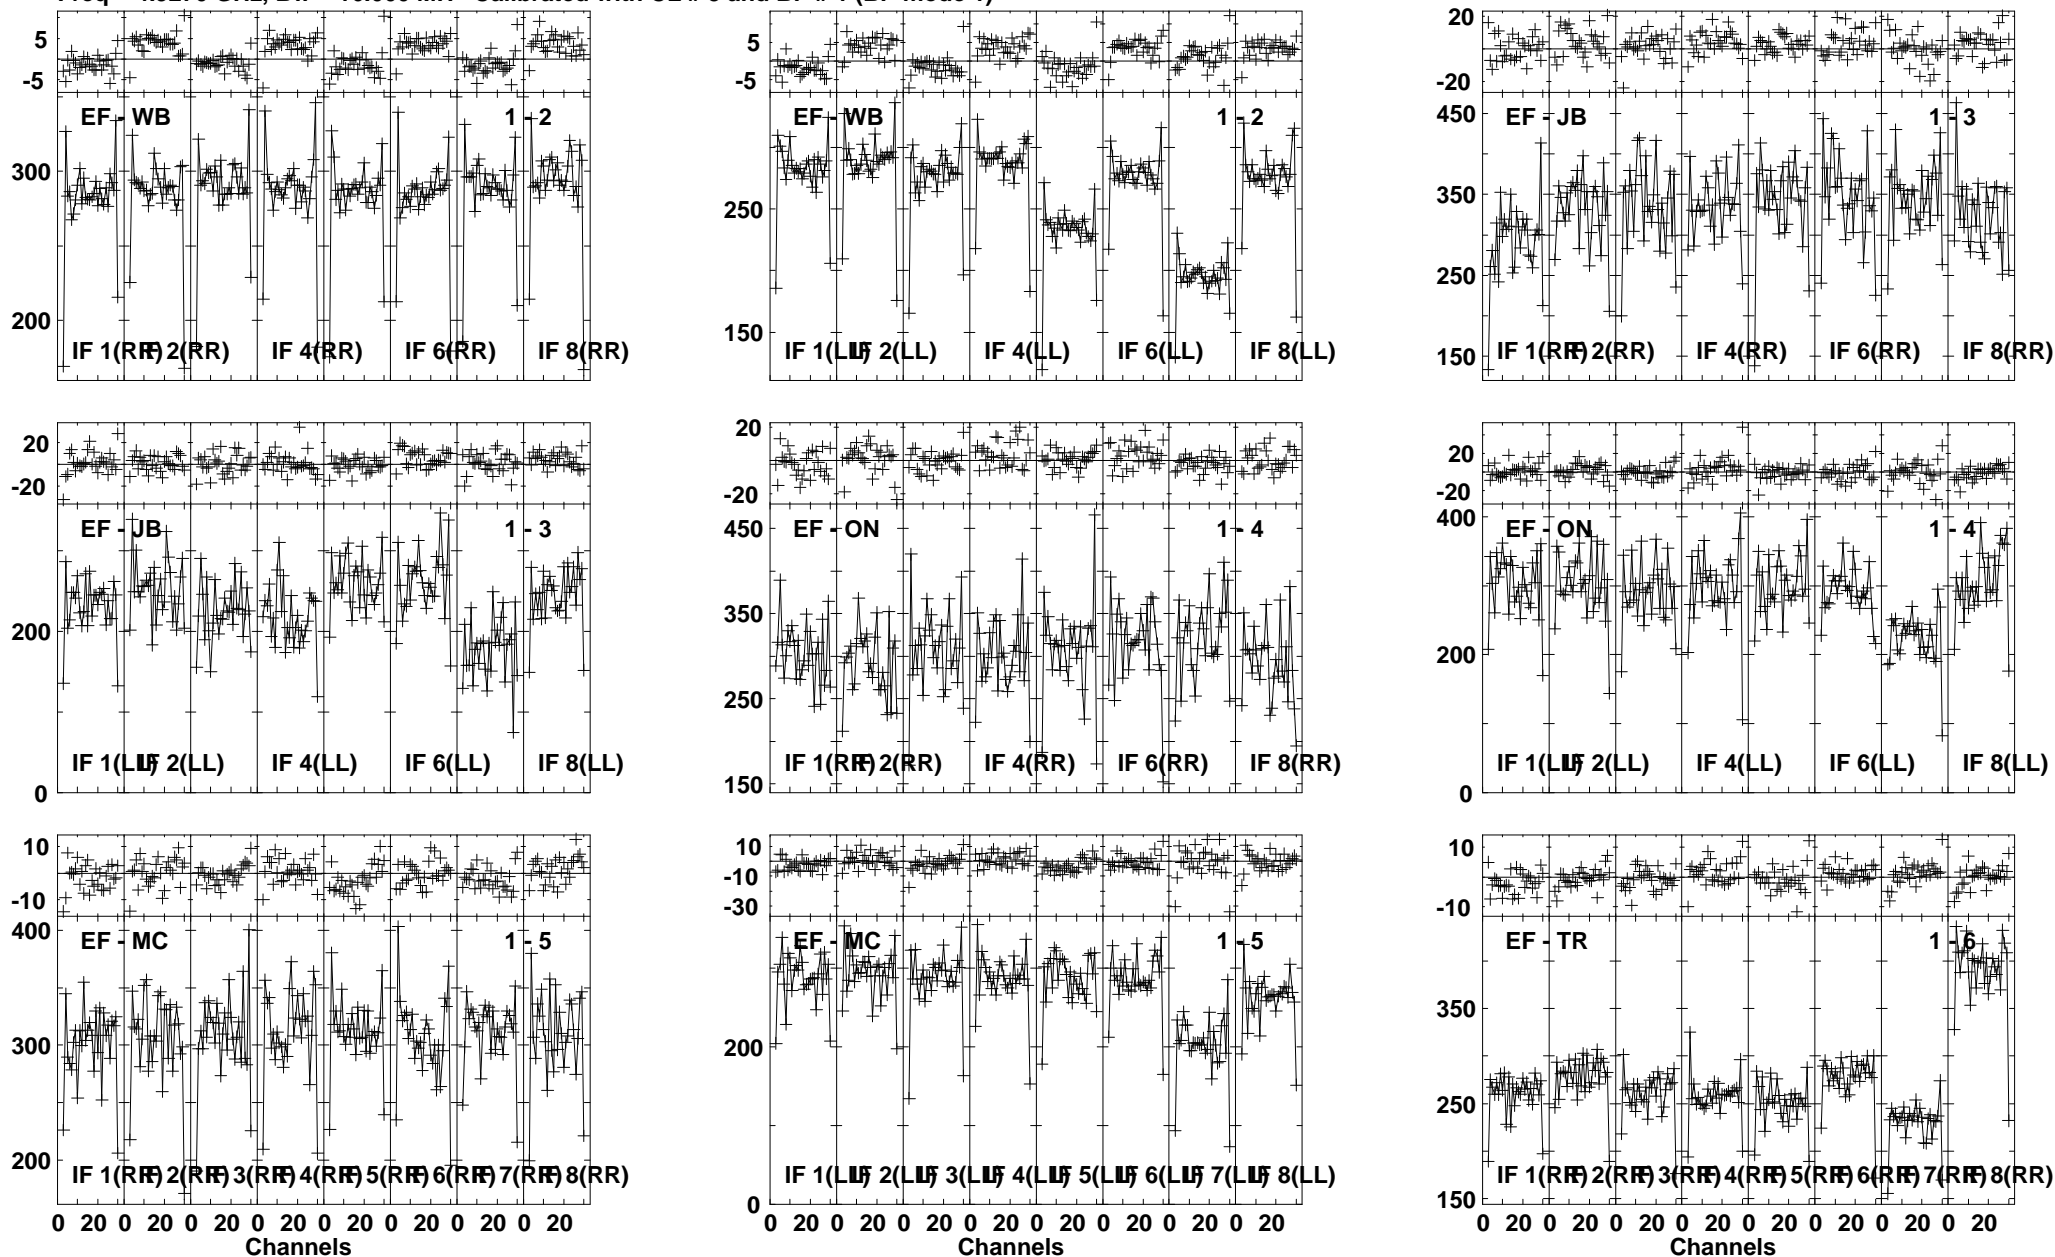 5
-5
300
200
EF - WB
1 - 2
IF 1(RR) IF 2(RR) IF 4(RR) IF 6(RR) IF 8(RR)
5
-5
250
150
EF - WB
1 - 2
IF 1(LL) IF 2(LL) IF 4(LL) IF 6(LL) IF 8(LL)
20
-20
450
350
250
150
EF - JB
1 - 3
IF 1(RR) IF 2(RR) IF 4(RR) IF 6(RR) IF 8(RR)
20
-20
200
0
EF - JB
1 - 3
IF 1(LL) IF 2(LL) IF 4(LL) IF 6(LL) IF 8(LL)
20
-20
450
350
250
150
EF - ON
1 - 4
IF 1(RR) IF 2(RR) IF 4(RR) IF 6(RR) IF 8(RR)
20
-20
400
200
0
EF - ON
1 - 4
IF 1(LL) IF 2(LL) IF 4(LL) IF 6(LL) IF 8(LL)
10
-10
400
300
200
EF - MC
1 - 5
IF 1(RR) IF 2(RR) IF 3(RR) IF 4(RR) IF 5(RR) IF 6(RR) IF 7(RR) IF 8(RR)
0 20 0 20 0 20 0 20 0 20 0 20 0 20 0 20
Channels
10
-10
-30
200
0
EF - MC
1 - 5
IF 1(LL) IF 2(LL) IF 3(LL) IF 4(LL) IF 5(LL) IF 6(LL) IF 7(LL) IF 8(LL)
0 20 0 20 0 20 0 20 0 20 0 20 0 20 0 20
Channels
10
-10
350
250
150
EF - TR
1 - 6
IF 1(RR) IF 2(RR) IF 3(RR) IF 4(RR) IF 5(RR) IF 6(RR) IF 7(RR) IF 8(RR)
0 20 0 20 0 20 0 20 0 20 0 20 0 20 0 20
Channels